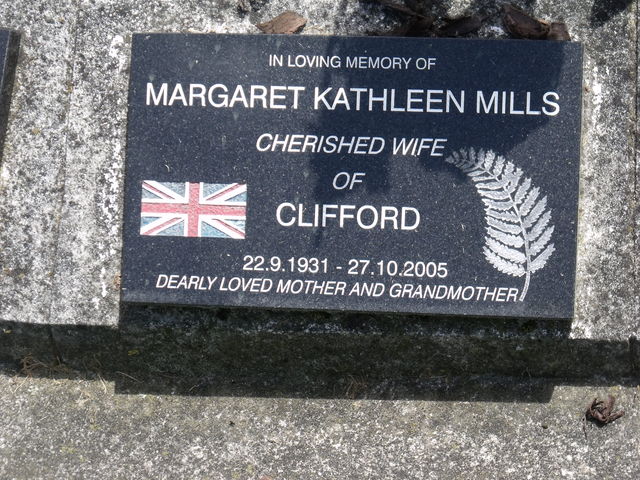 IN LOVING MEMORY OF
MARGARET KATHLEEN MILLS
CHERISHED WIFE
OF
CLIFFORD
22.9.1931 - 27.10.2005
DEARLY LOVED MOTHER AND GRANDMOTHER